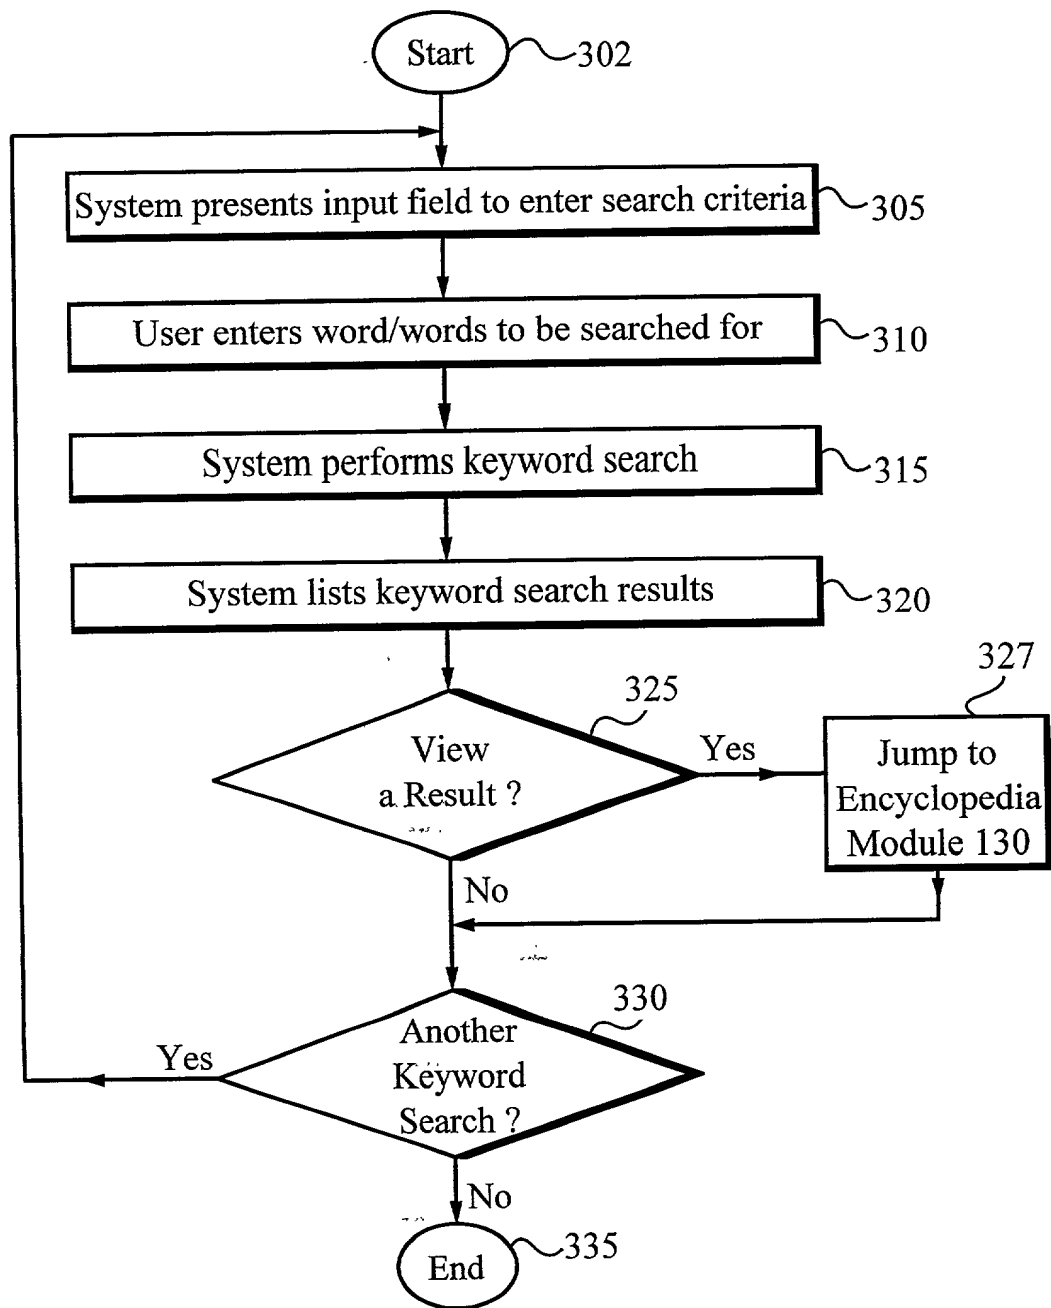 Start
302
System presents input field to enter search criteria
305
User enters word/words to be searched for
310
System performs keyword search
315
System lists keyword search results
320
325
327
View
a Result ?
Yes
Jump to
Encyclopedia
Module 130
No
330
Another
Keyword
Search ?
Yes
No
End
335